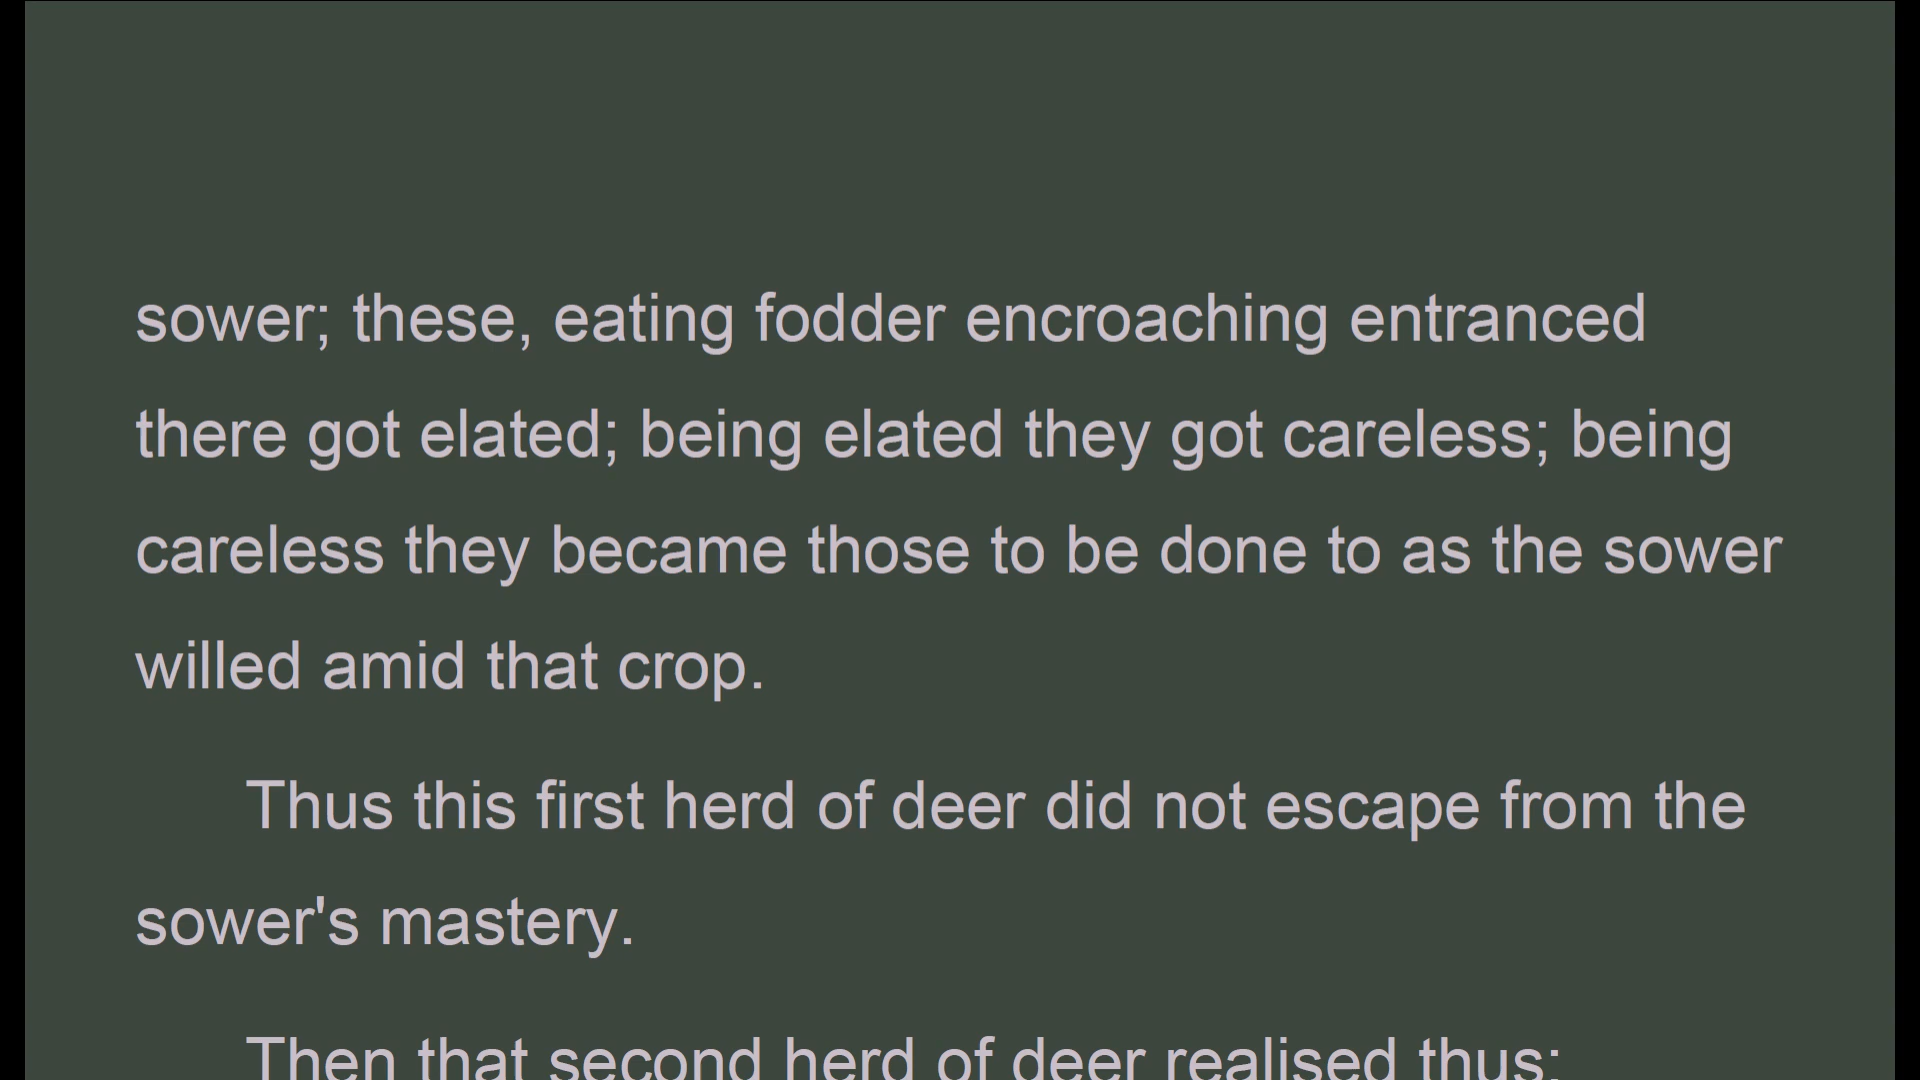 sower; these, eating fodder encroaching entranced
there got elated; being elated they got careless; being
careless they became those to be done to as the sower
willed amid that crop.
Thus this first herd of deer did not escape from the
sower's mastery.
Then that second herd of deer realised thus: